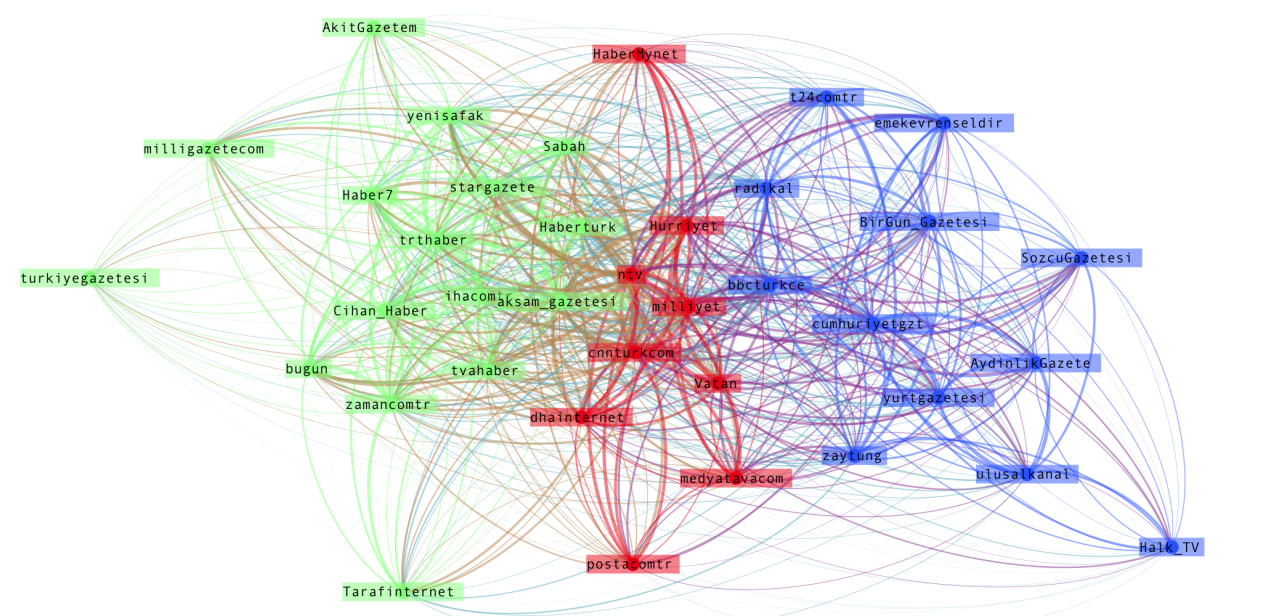 AkitGazetem
HaberMynet
t24comtr
yenisafak
emekevrenseldir
milligazetecom
Sabah
Haber7
stargazete
radikal
Haberturk
Hurriyet
BirGun_Gazetesi
trthaber
SozcuGazetesi
turkiyegazetesi
ntv
bbcturkce
aksam_gazetesi
Cihan_Haber
milliyet
cumhuriyetgzt
cnnturkcom
bugun
tvahaber
AydinlikGazete
Vatan
zamancomtr
yurtgazetesi
dhainternet
zaytung
medyatavacom
ulusalkanal
Halk_TV
postacomtr
Tarafinternet